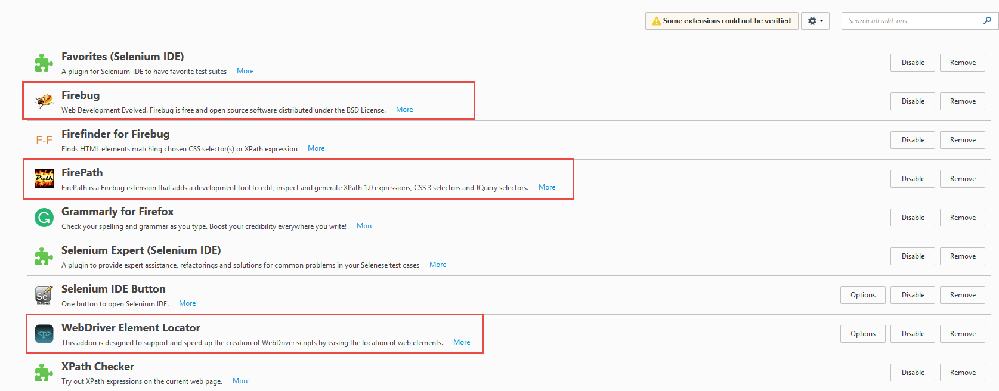 Some extensions could not be verified
Search all add-ons
Favorites (Selenium IDE)
A plugin for Selenium-IDE to have favorite test suites More
Disable Remove
Firebug
Web Development Evolved. Firebug is free and open source software distributed under the BSD License. More
Disable Remove
F-F
Firefinder for Firebug
Finds HTML elements matching chosen CSS selector(s) or XPath expression More
Disable Remove
Path
FirePath
FirePath is a Firebug extension that adds a development tool to edit, inspect and generate XPath 1.0 expressions, CSS 3 selectors and JQuery selectors. More
Disable Remove
G
Grammarly for Firefox
Check your spelling and grammar as you type. Boost your credibility everywhere you write! More
Disable Remove
Selenium Expert (Selenium IDE)
A plugin to provide expert assistance, refactorings and solutions for common problems in your Selenese test cases More
Disable Remove
Se
Buttons
Selenium IDE Button
One button to open Selenium IDE. More
Options Disable Remove
<p>
WebDriver Element Locator
This addon is designed to support and speed up the creation of WebDriver scripts by easing the location of web elements. More
Options Disable Remove
XPath Checker
Try out XPath expressions on the current web page. More
Disable Remove